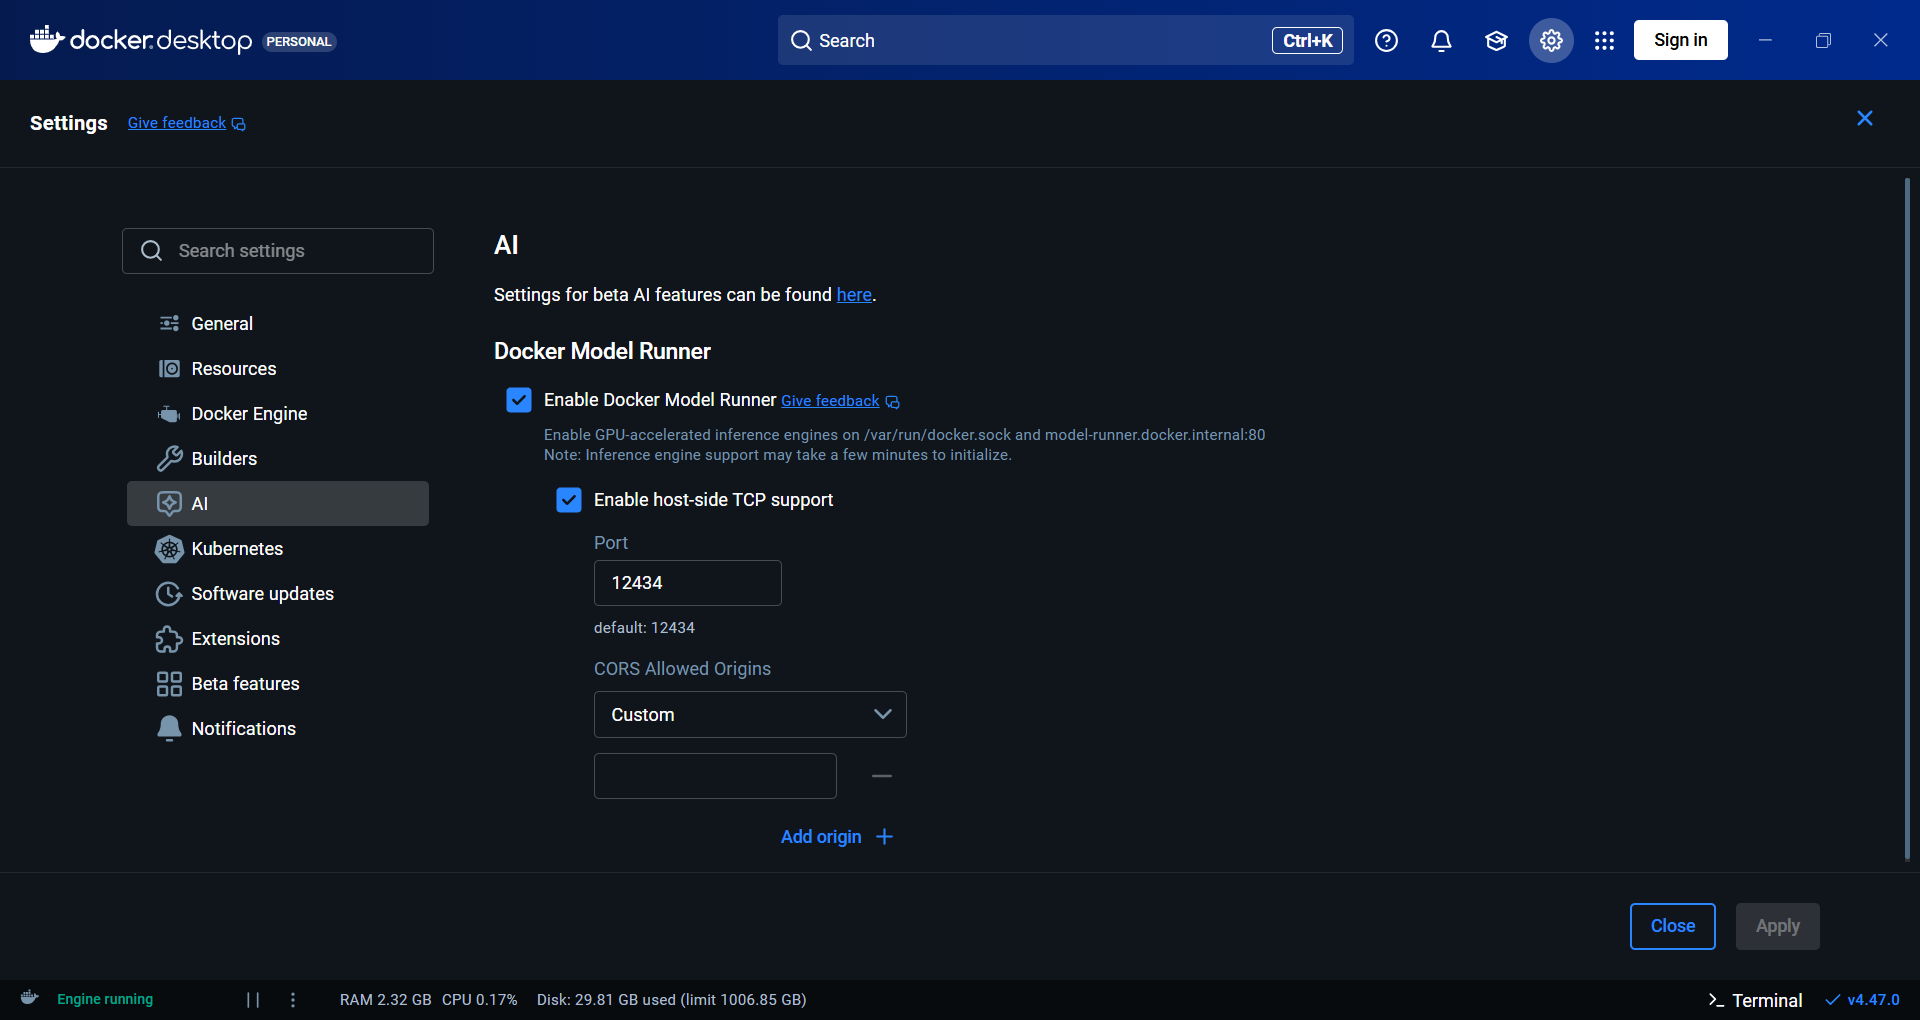 docker.desktop PERSONAL
Search
Ctrl+K
Sign in
Settings
Give feedback
Search settings
General
Resources
Docker Engine
Builders
AI
Kubernetes
Software updates
Extensions
Beta features
Notifications
AI
Settings for beta AI features can be found here.
Docker Model Runner
Enable Docker Model Runner Give feedback
Enable GPU-accelerated inference engines on /var/run/docker.sock and model-runner.docker.internal:80
Note: Inference engine support may take a few minutes to initialize.
Enable host-side TCP support
Port
12434
default: 12434
CORS Allowed Origins
Custom
Add origin
Close
Apply
Engine running
RAM 2.32 GB CPU 0.17% Disk: 29.81 GB used (limit 1006.85 GB)
Terminal
v4.47.0